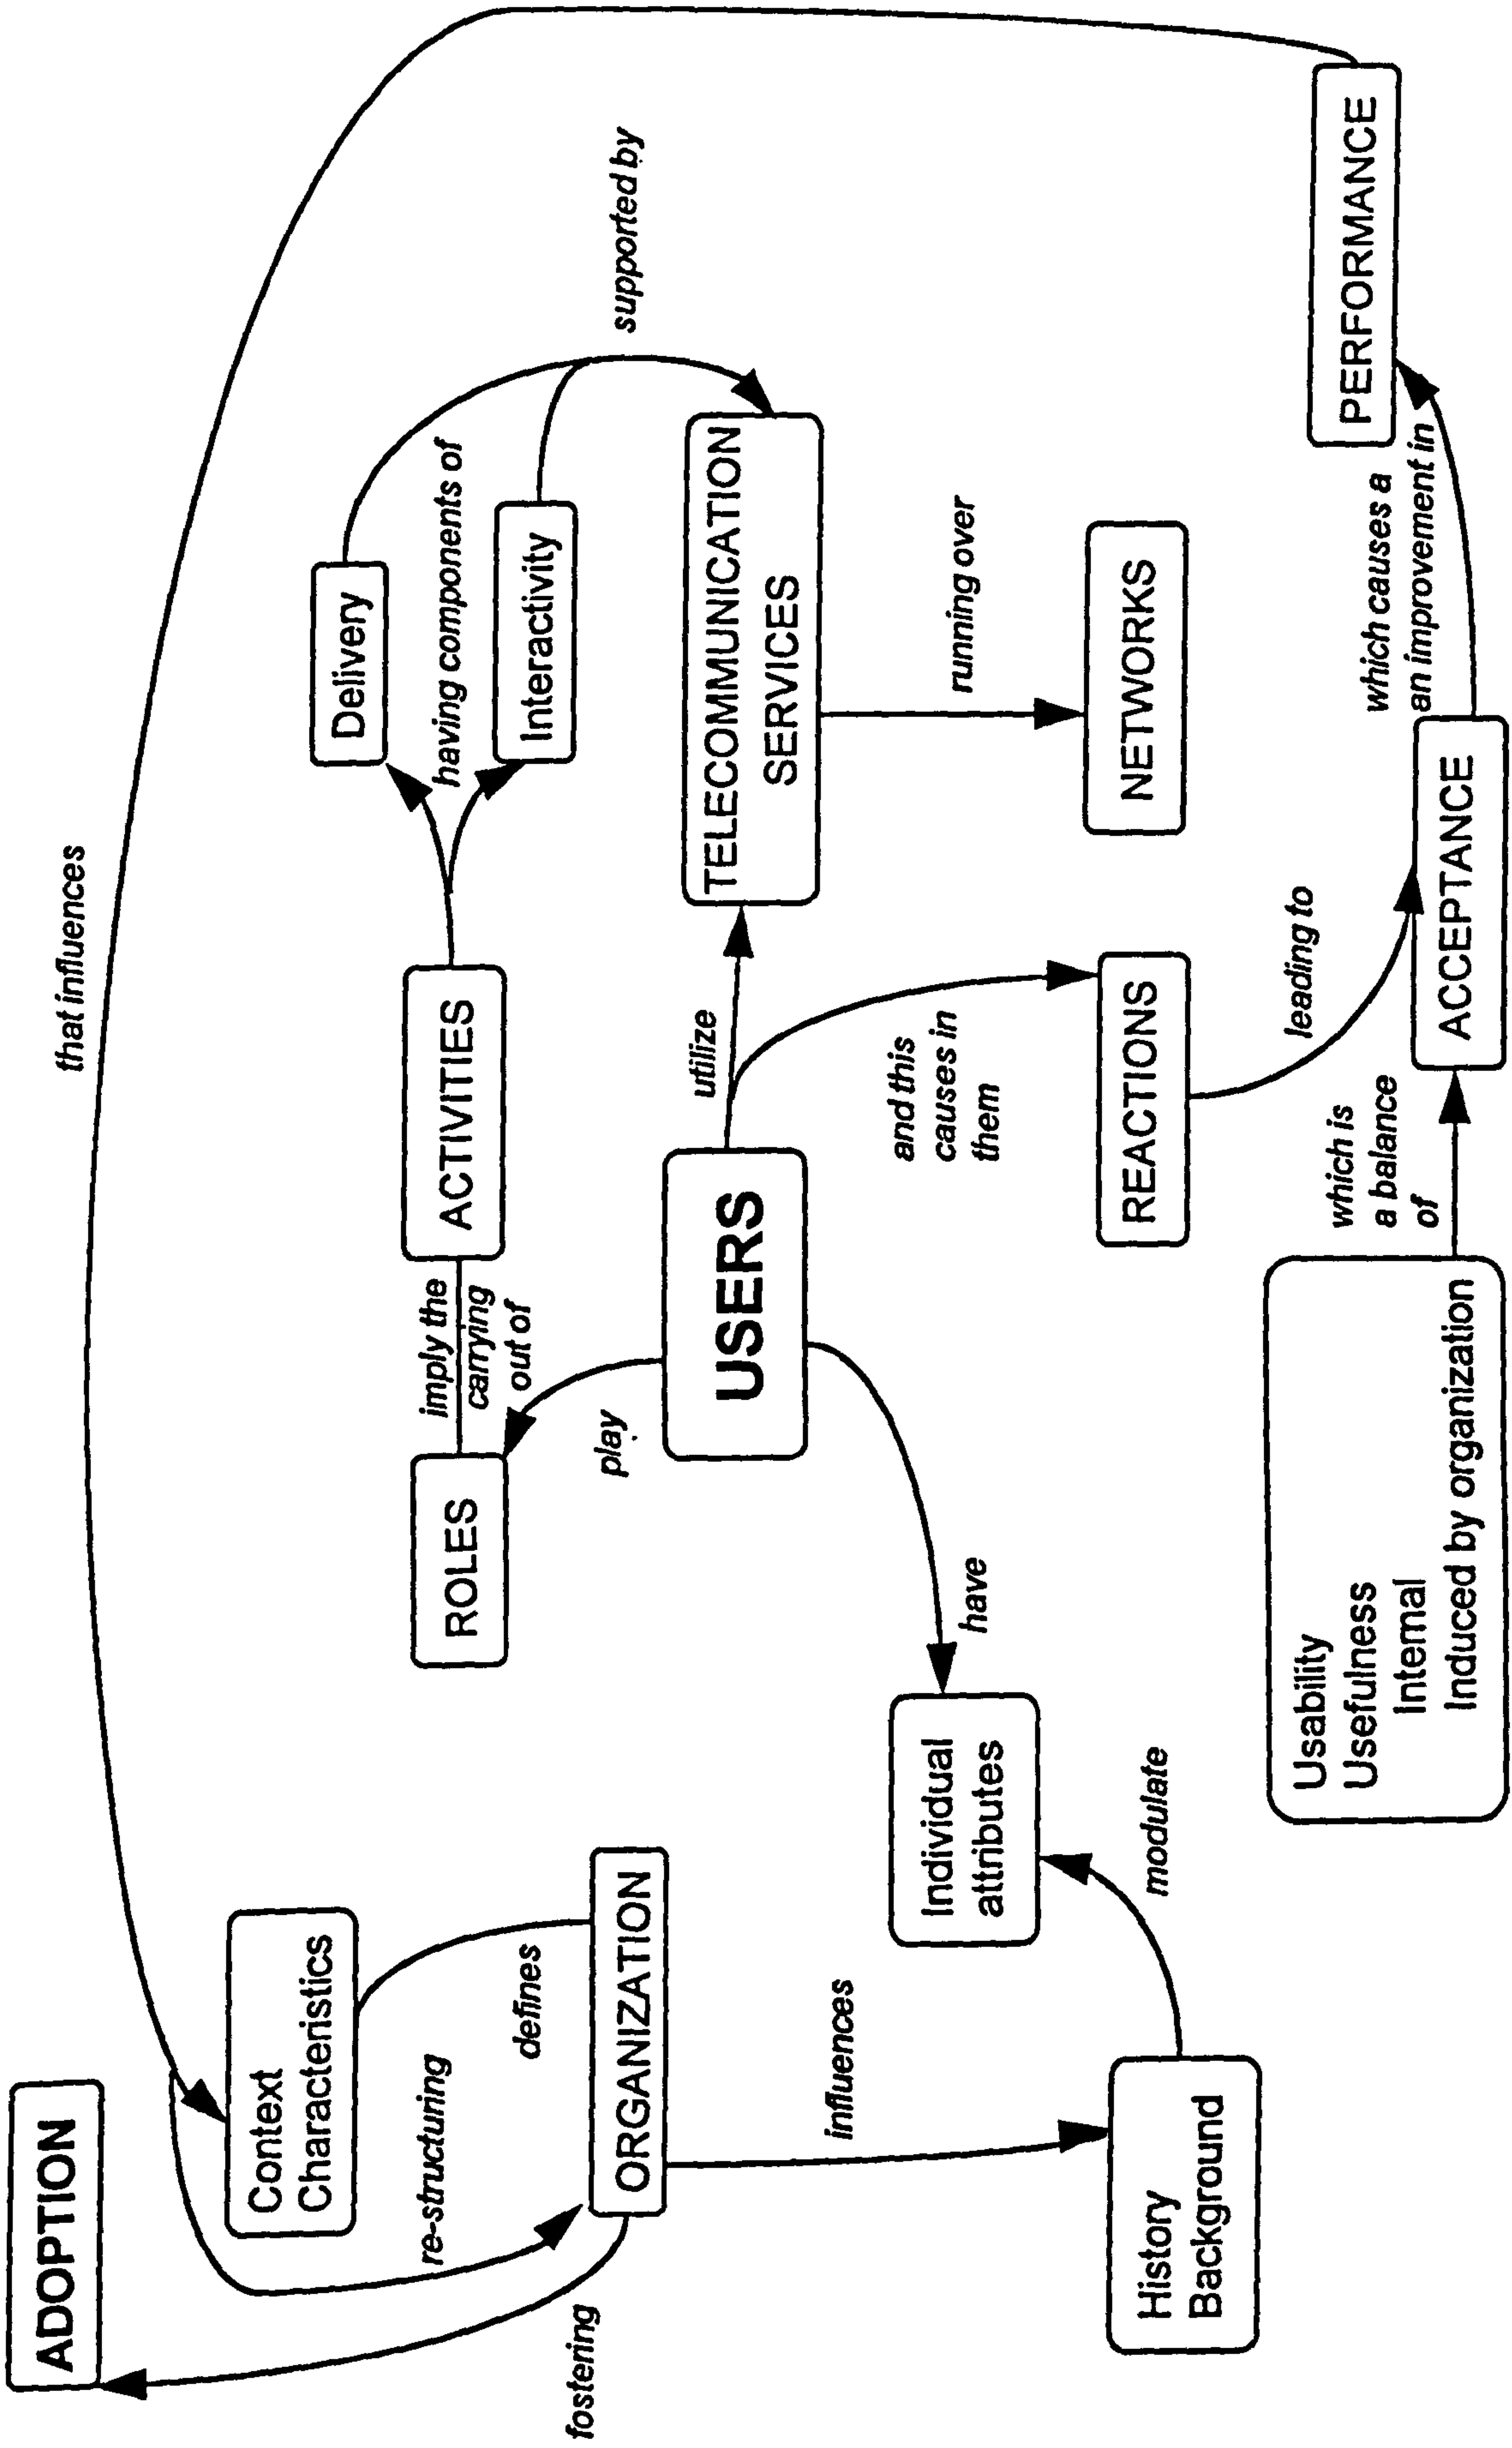 ADOPTION
that influences
Context
Characteristics
Delivery
ROLES
imply the
carrying
out of
ACTIVITIES
having components of
Interactivity
re-structuring
defines
fostering
ORGANIZATION
play
supported by
USERS
utilize
TELECOMMUNICATION
SERVICES
influences
Individual
attributes
have
and this
causes in
them
running over
History
Background
modulate
REACTIONS
NETWORKS
leading to
Usability
Usefulness
Internal
Induced by organization
which is
a balance
of
ACCEPTANCE
which causes a
an improvement in
PERFORMANCE